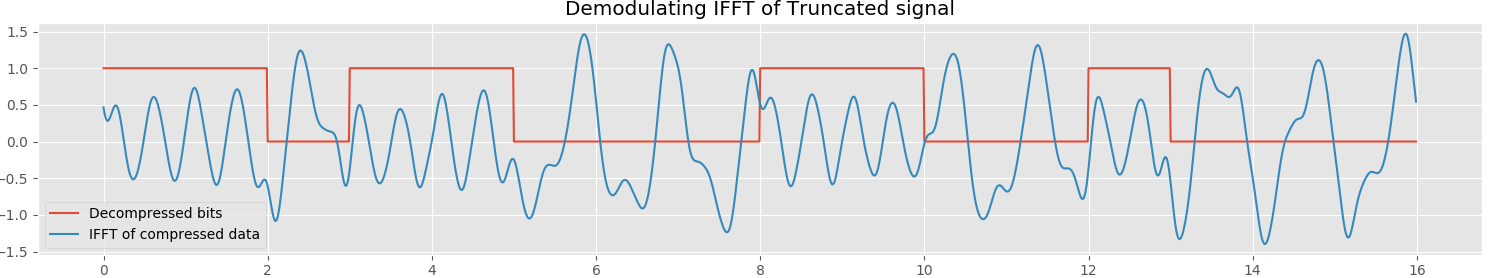 Demodulating IFFT of Truncated signal
1.5
1.0
0.5
0.0
−0.5
−1.0
−1.5
Decompressed bits
IFFT of compressed data
0 2 4 6 8 10 12 14 16